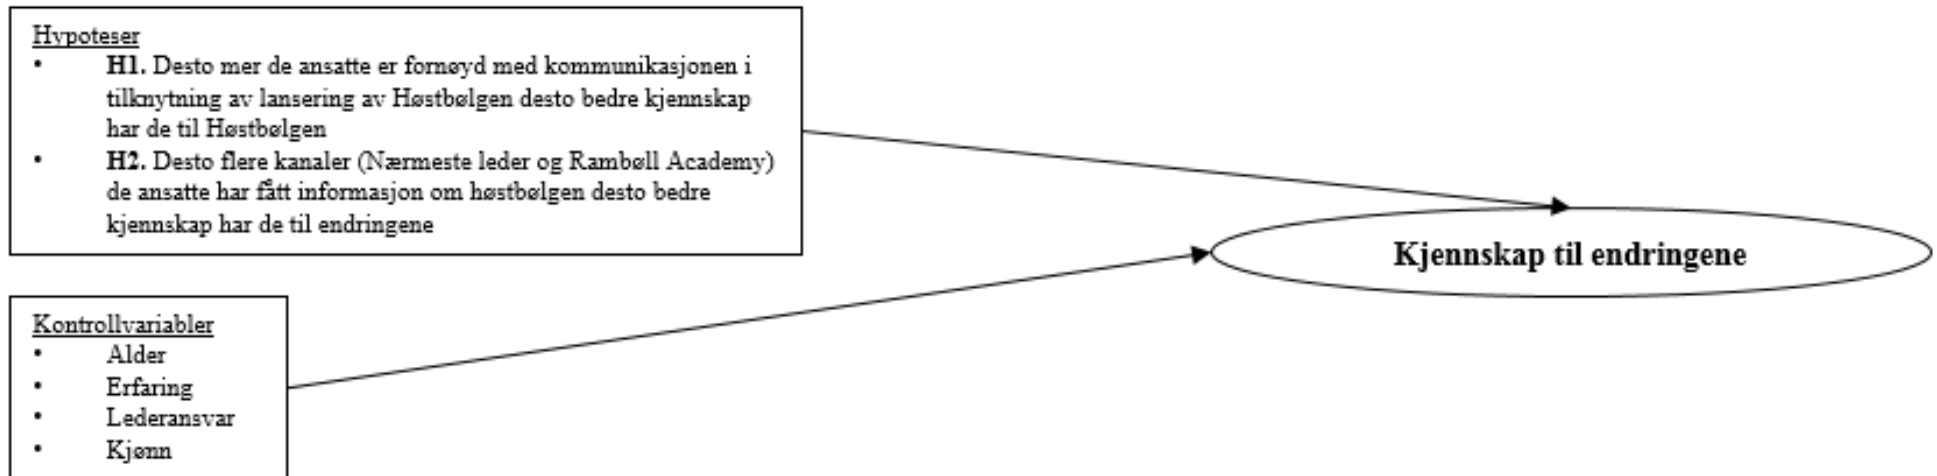 Hypoteser
• H1. Desto mer de ansatte er fornøyd med kommunikasjonen i
tilknytning av lansering av Høstbølgen desto bedre kjennskap
har de til Høstbølgen
• H2. Desto flere kanaler (Nærmeste leder og Rambøll Academy)
de ansatte har fått informasjon om høstbølgen desto bedre
kjennskap har de til endringene
Kjennskap til endringene
Kontrollvariabler
• Alder
• Erfaring
• Lederansvar
• Kjønn